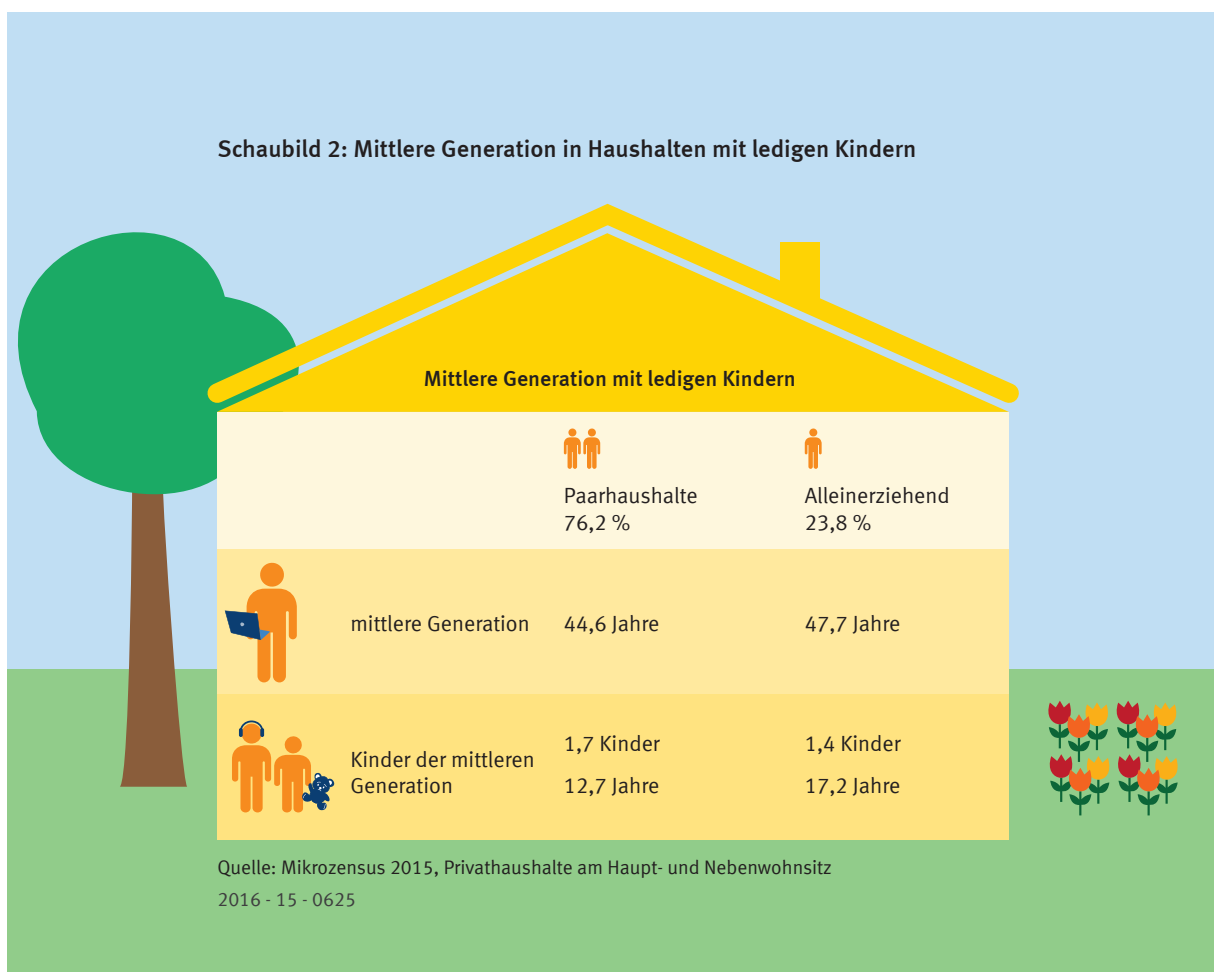 Schaubild 2: Mittlere Generation in Haushalten mit ledigen Kindern
Mittlere Generation mit ledigen Kindern
Paarhaushalte
76,2 %
Alleinerziehend
23,8 %
mittlere Generation
44,6 Jahre
47,7 Jahre
Kinder der mittleren
Generation
1,7 Kinder
12,7 Jahre
1,4 Kinder
17,2 Jahre
Quelle: Mikrozensus 2015, Privathaushalte am Haupt- und Nebenwohnsitz
2016 - 15 - 0625